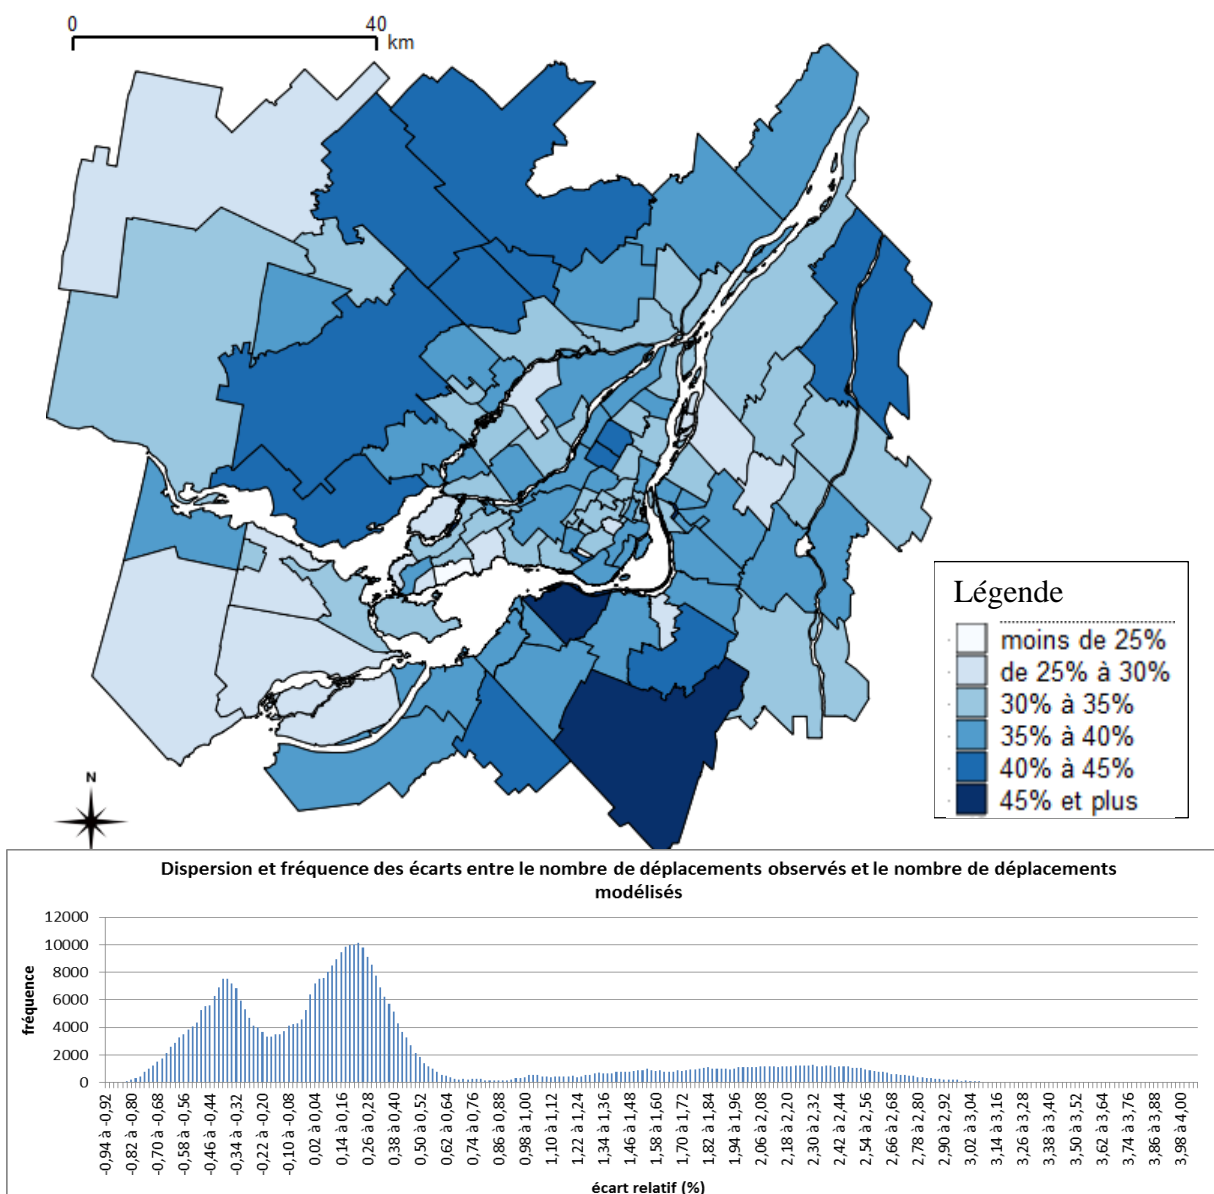 0 40
km
Légende
moins de 25%
de 25% à 30%
30% à 35%
35% à 40%
40% à 45%
45% et plus
N
Dispersion et fréquence des écarts entre le nombre de déplacements observés et le nombre de déplacements
modélisés
fréquence
12000
10000
8000
6000
4000
2000
0
-0,94 à -0,92
-0,82 à -0,80
-0,70 à -0,68
-0,58 à -0,56
-0,46 à -0,44
-0,34 à -0,32
-0,22 à -0,20
-0,10 à -0,08
0,02 à 0,04
0,14 à 0,16
0,26 à 0,28
0,38 à 0,40
0,50 à 0,52
0,62 à 0,64
0,74 à 0,76
0,86 à 0,88
0,98 à 1,00
1,10 à 1,12
1,22 à 1,24
1,34 à 1,36
1,46 à 1,48
1,58 à 1,60
1,70 à 1,72
1,82 à 1,84
1,94 à 1,96
2,06 à 2,08
2,18 à 2,20
2,30 à 2,32
2,42 à 2,44
2,54 à 2,56
2,66 à 2,68
2,78 à 2,80
2,90 à 2,92
3,02 à 3,04
3,14 à 3,16
3,26 à 3,28
3,38 à 3,40
3,50 à 3,52
3,62 à 3,64
3,74 à 3,76
3,86 à 3,88
3,98 à 4,00
écart relatif (%)